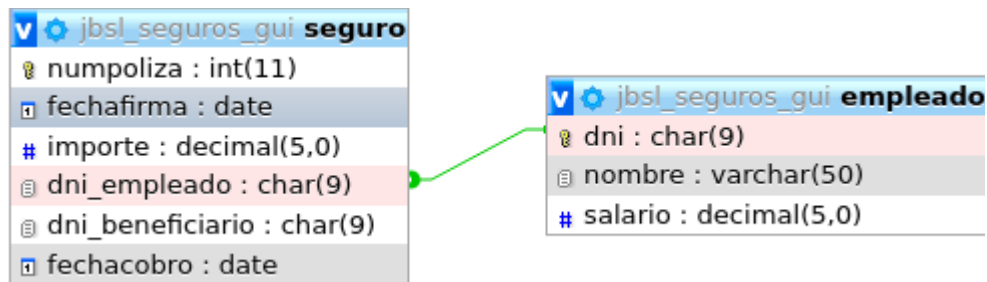 v jbsl_seguros_gui seguro
numpoliza : int(11)
fechafirma : date
# importe : decimal(5,0)
dni_empleado : char(9)
dni_beneficiario : char(9)
fechacobro : date
v jbsl_seguros_gui empleado
dni : char(9)
nombre : varchar(50)
# salario : decimal(5,0)